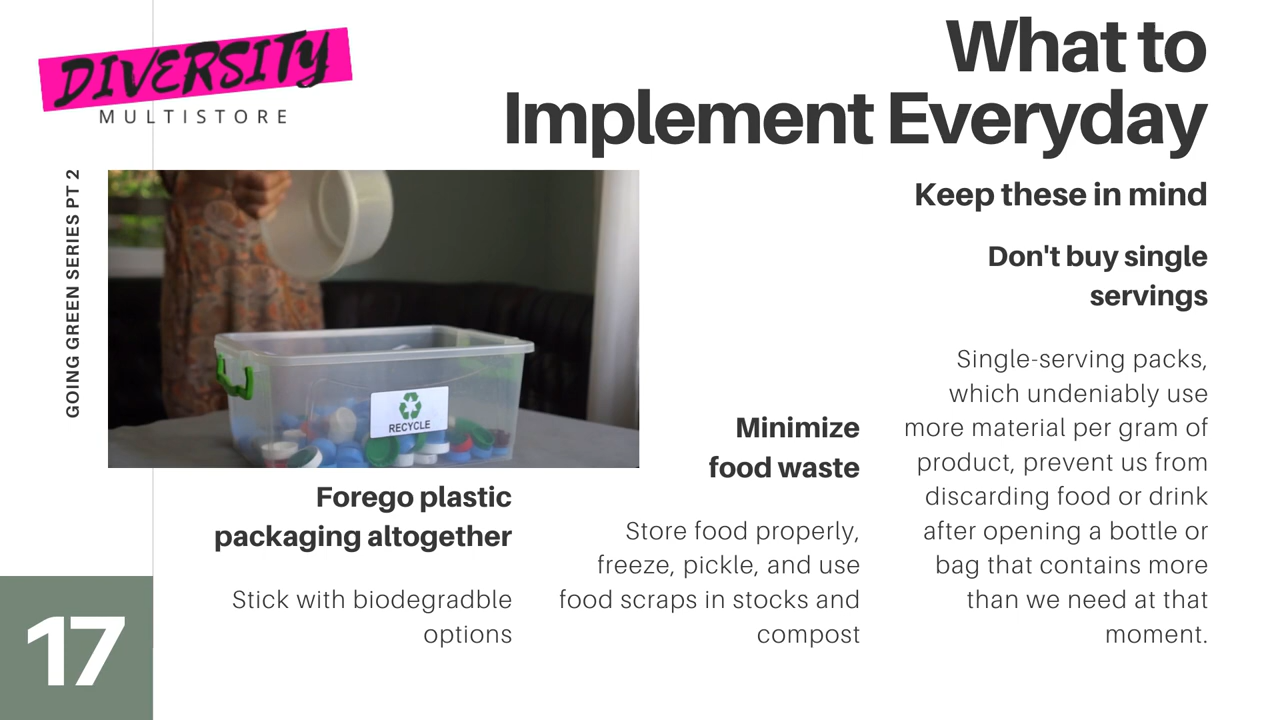 DIVERSITY
MULTISTORE
What to
Implement Everyday
GOING GREEN SERIES PT 2
Keep these in mind
Don't buy single
servings
Single-serving packs,
which undeniably use
more material per gram of
product, prevent us from
discarding food or drink
after opening a bottle or
bag that contains more
than we need at that
moment.
Minimize
food waste
Store food properly,
freeze, pickle, and use
food scraps in stocks and
compost
RECYCLE
Forego plastic
packaging altogether
Stick with biodegradble
options
17